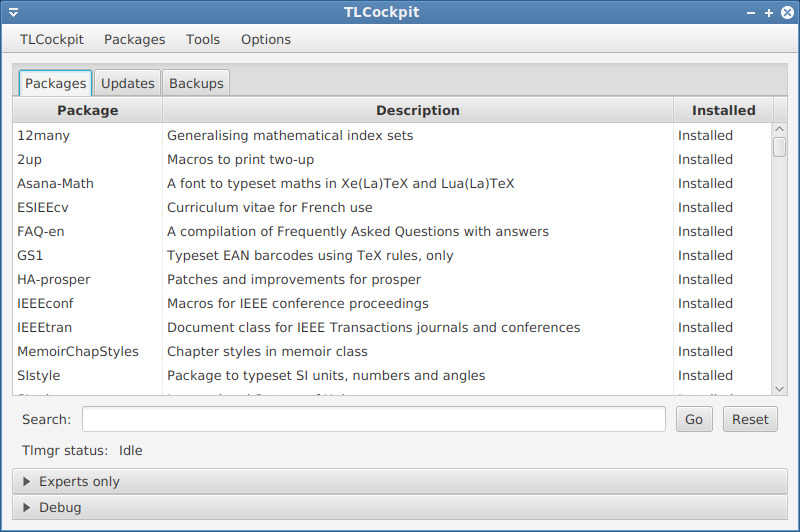 TLCockpit
TLCockpit Packages Tools Options
Packages Updates Backups
Package Description Installed
12many Generalising mathematical index sets Installed
2up Macros to print two-up Installed
Asana-Math A font to typeset maths in Xe(La)TeX and Lua(La)TeX Installed
ESIEEcv Curriculum vitae for French use Installed
FAQ-en A compilation of Frequently Asked Questions with answers Installed
GS1 Typeset EAN barcodes using TeX rules, only Installed
HA-prosper Patches and improvements for prosper Installed
IEEEconf Macros for IEEE conference proceedings Installed
IEEEtran Document class for IEEE Transactions journals and conferences Installed
MemoirChapStyles Chapter styles in memoir class Installed
SIstyle Package to typeset SI units, numbers and angles Installed
Search: Go Reset
Tlmgr status: Idle
Experts only
Debug